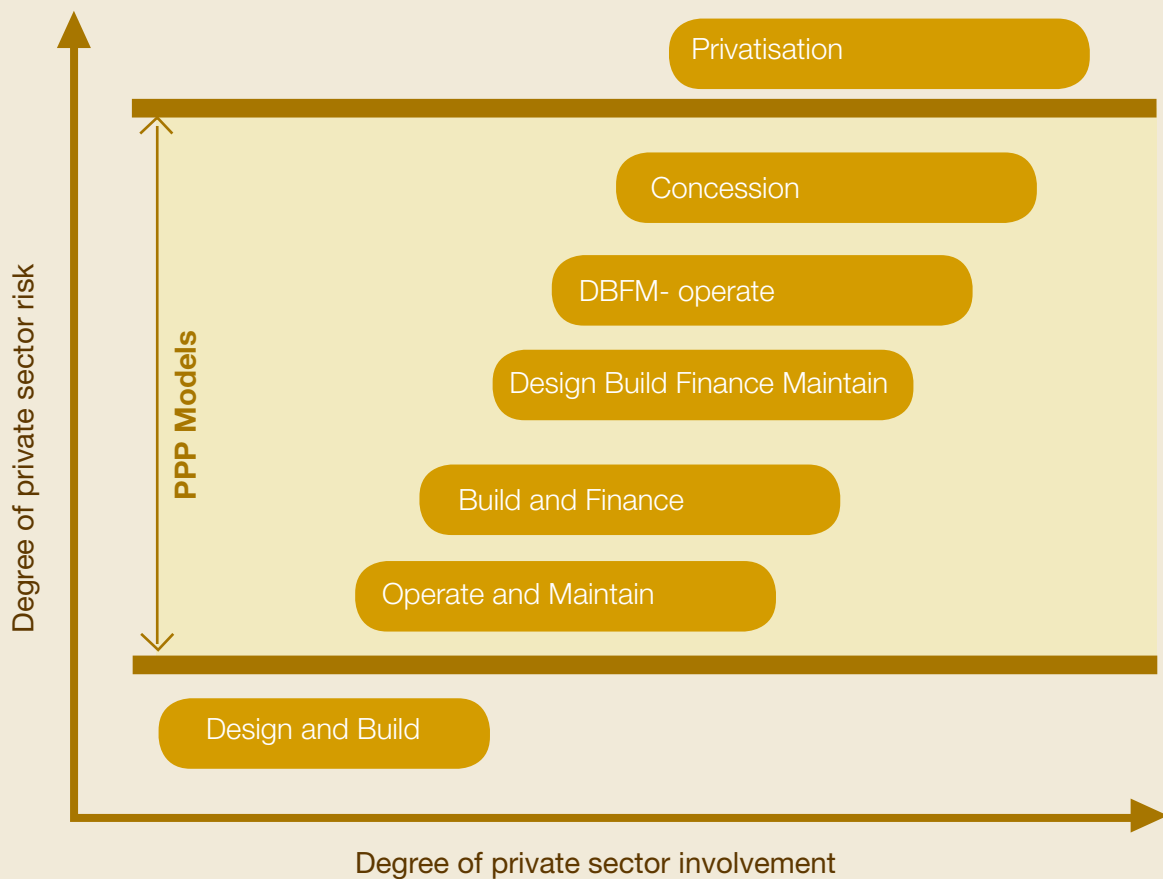 Privatisation
Concession
DBFM- operate
Design Build Finance Maintain
Build and Finance
Operate and Maintain
Design and Build
PPP Models
Degree of private sector risk
Degree of private sector involvement